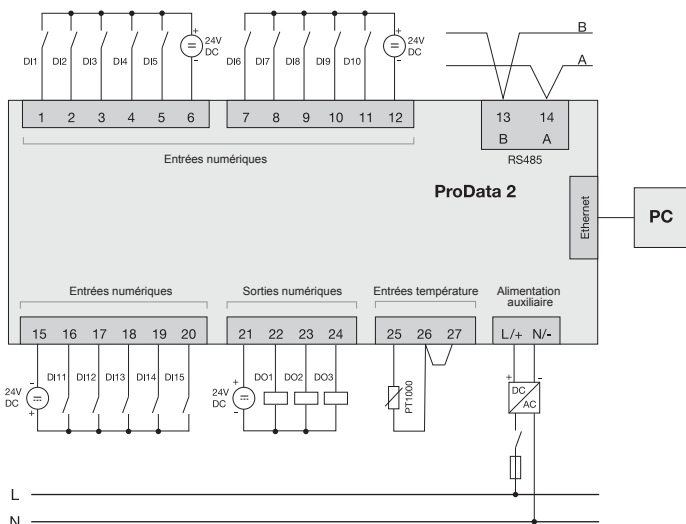 DI1 DI2 DI3 DI4 DI5 + 24V DC -
DI6 DI7 DI8 DI9 D10 + 24V DC -
B
A
1 2 3 4 5 6
7 8 9 10 11 12
13 14
B A
Entrées numériques
RS485
ProData 2
Ethernet
PC
Entrées numériques
Sorties numériques
Entrées température
Alimentation
auxiliaire
15 16 17 18 19 20
21 22 23 24
25 26 27
L/+ N/-
24V DC - + DI11 DI12 DI13 DI14 DI15
24V DC + - DO1 DO2 DO3
PT1000
+ -
DC
AC
L
N